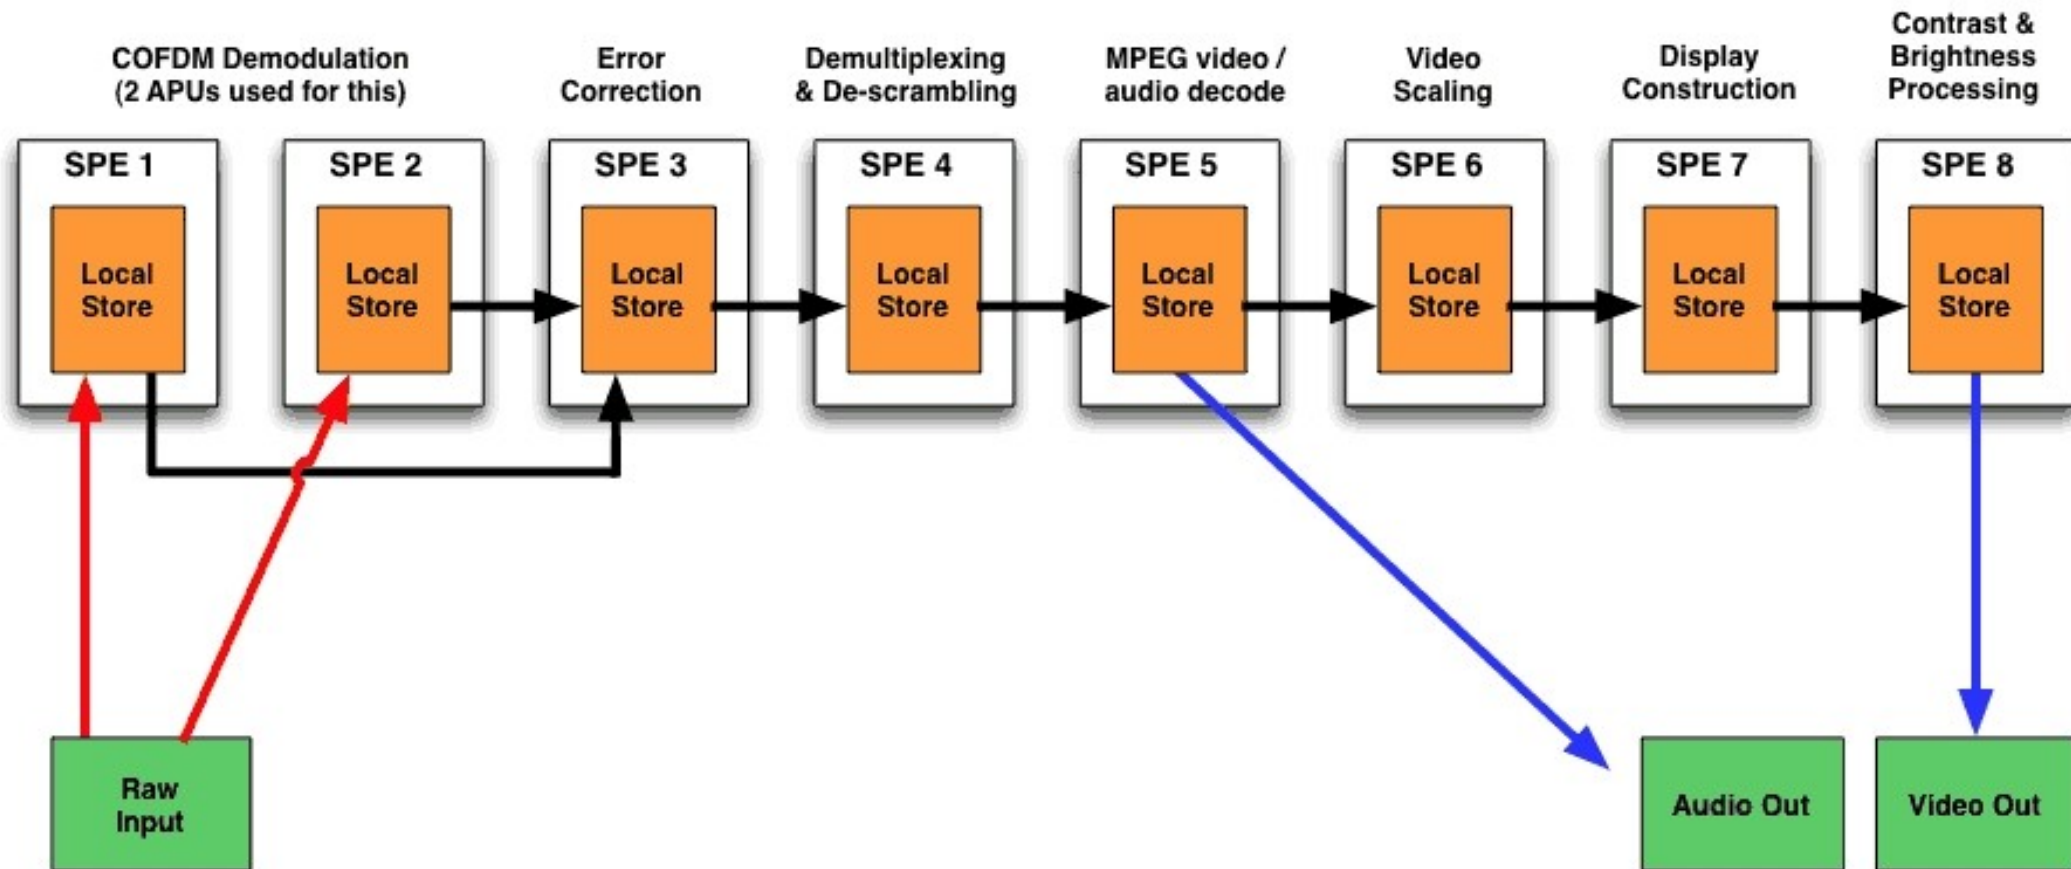 COFDM Demodulation
(2 APUs used for this)
Error
Correction
Demultiplexing
& De-scrambling
MPEG video /
audio decode
Video
Scaling
Display
Construction
Contrast &
Brightness
Processing
SPE 1
SPE 2
SPE 3
SPE 4
SPE 5
SPE 6
SPE 7
SPE 8
Local
Store
Local
Store
Local
Store
Local
Store
Local
Store
Local
Store
Local
Store
Local
Store
Raw
Input
Audio Out
Video Out